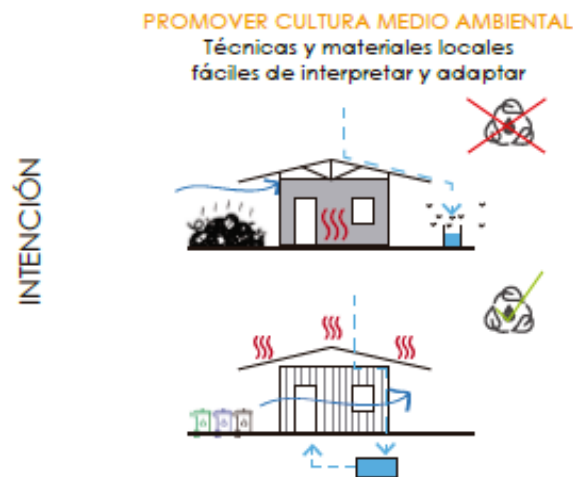 PROMOVER CULTURA MEDIO AMBIENTAL
Técnicas y materiales locales
fáciles de interpretar y adaptar
INTENCIÓN